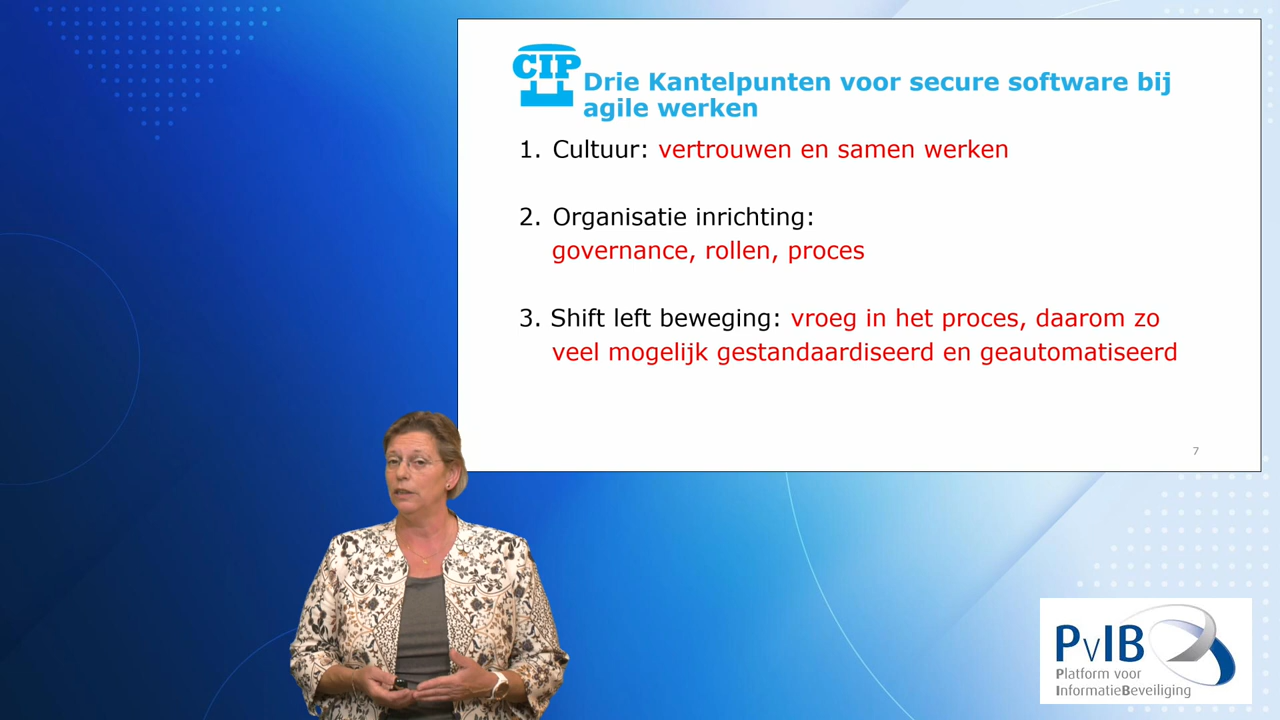 CIP
Drie Kantelpunten voor secure software bij
agile werken
1. Cultuur: vertrouwen en samen werken
2. Organisatie inrichting:
governance, rollen, proces
3. Shift left beweging: vroeg in het proces, daarom zo
veel mogelijk gestandaardiseerd en geautomatiseerd
7
PvIB
Platform voor
InformatieBeveiliging